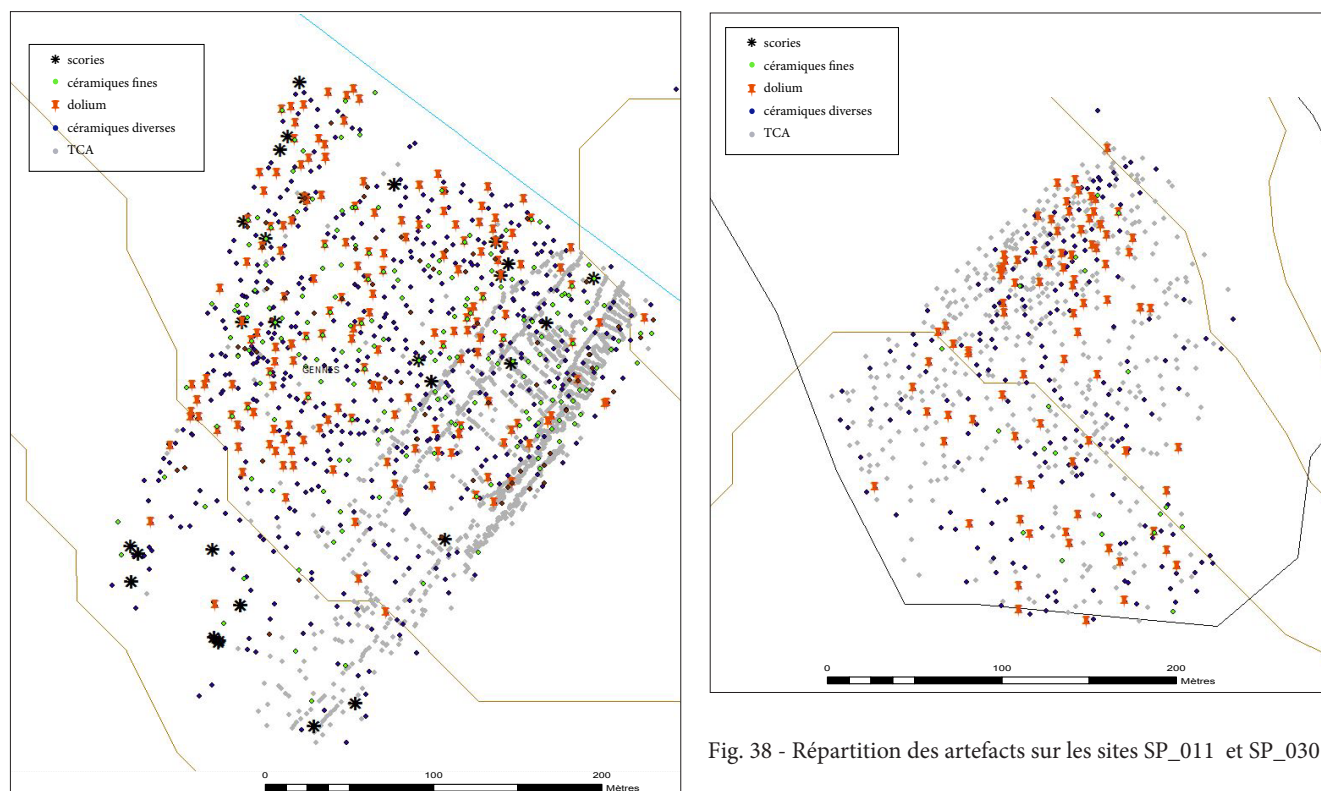 scories
céramiques fines
dolium
céramiques diverses
TCA
GENNES
0 100 200
Mètres
scories
céramiques fines
dolium
céramiques diverses
TCA
0 100 200
Mètres
Fig. 38 - Répartition des artefacts sur les sites SP_011 et SP_030